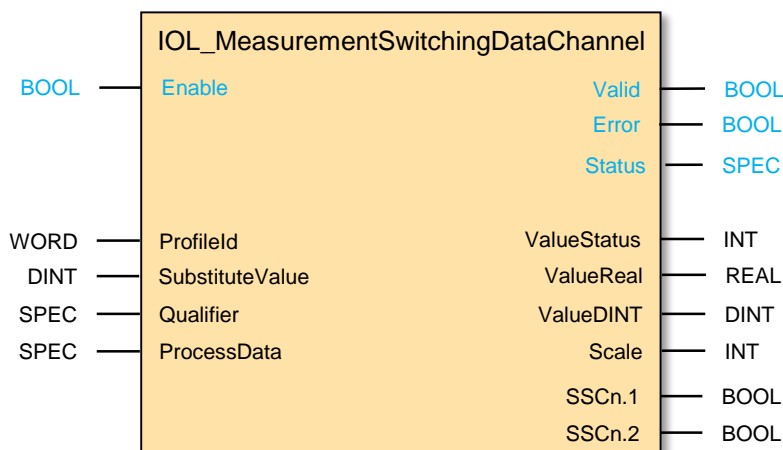 IOL_MeasurementSwitchingDataChannel
BOOL Enable Valid BOOL
Error BOOL
Status SPEC
WORD ProfileId ValueStatus INT
DINT SubstituteValue ValueReal REAL
SPEC Qualifier ValueDINT DINT
SPEC ProcessData Scale INT
SSCn.1 BOOL
SSCn.2 BOOL